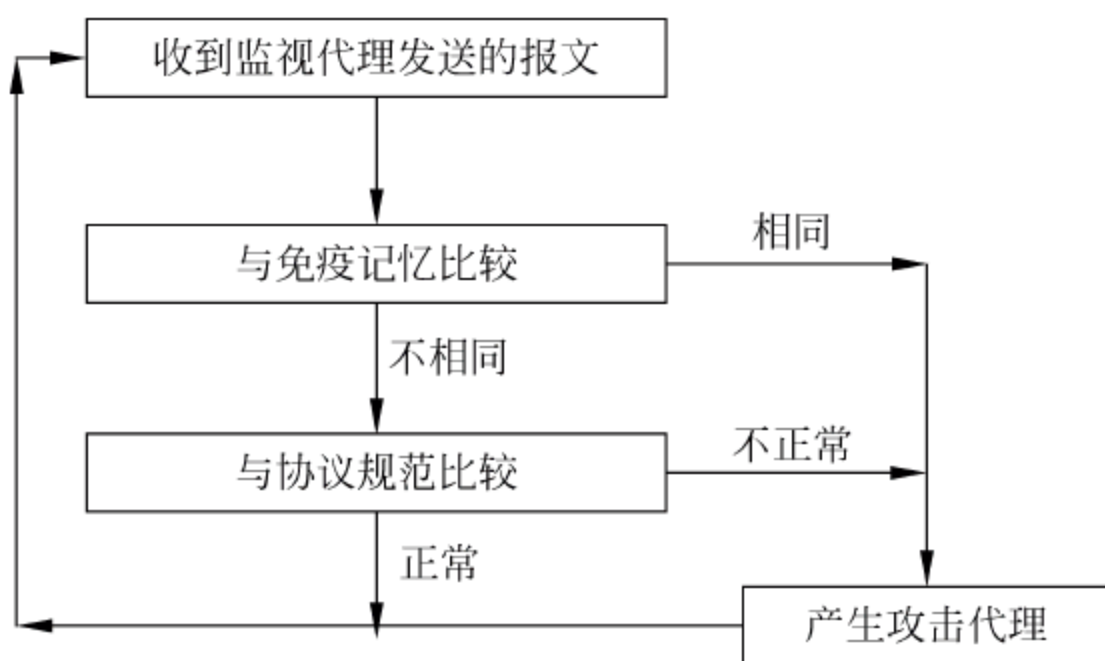 收到监视代理发送的报文
与免疫记忆比较
相同
不相同
与协议规范比较
不正常
正常
产生攻击代理